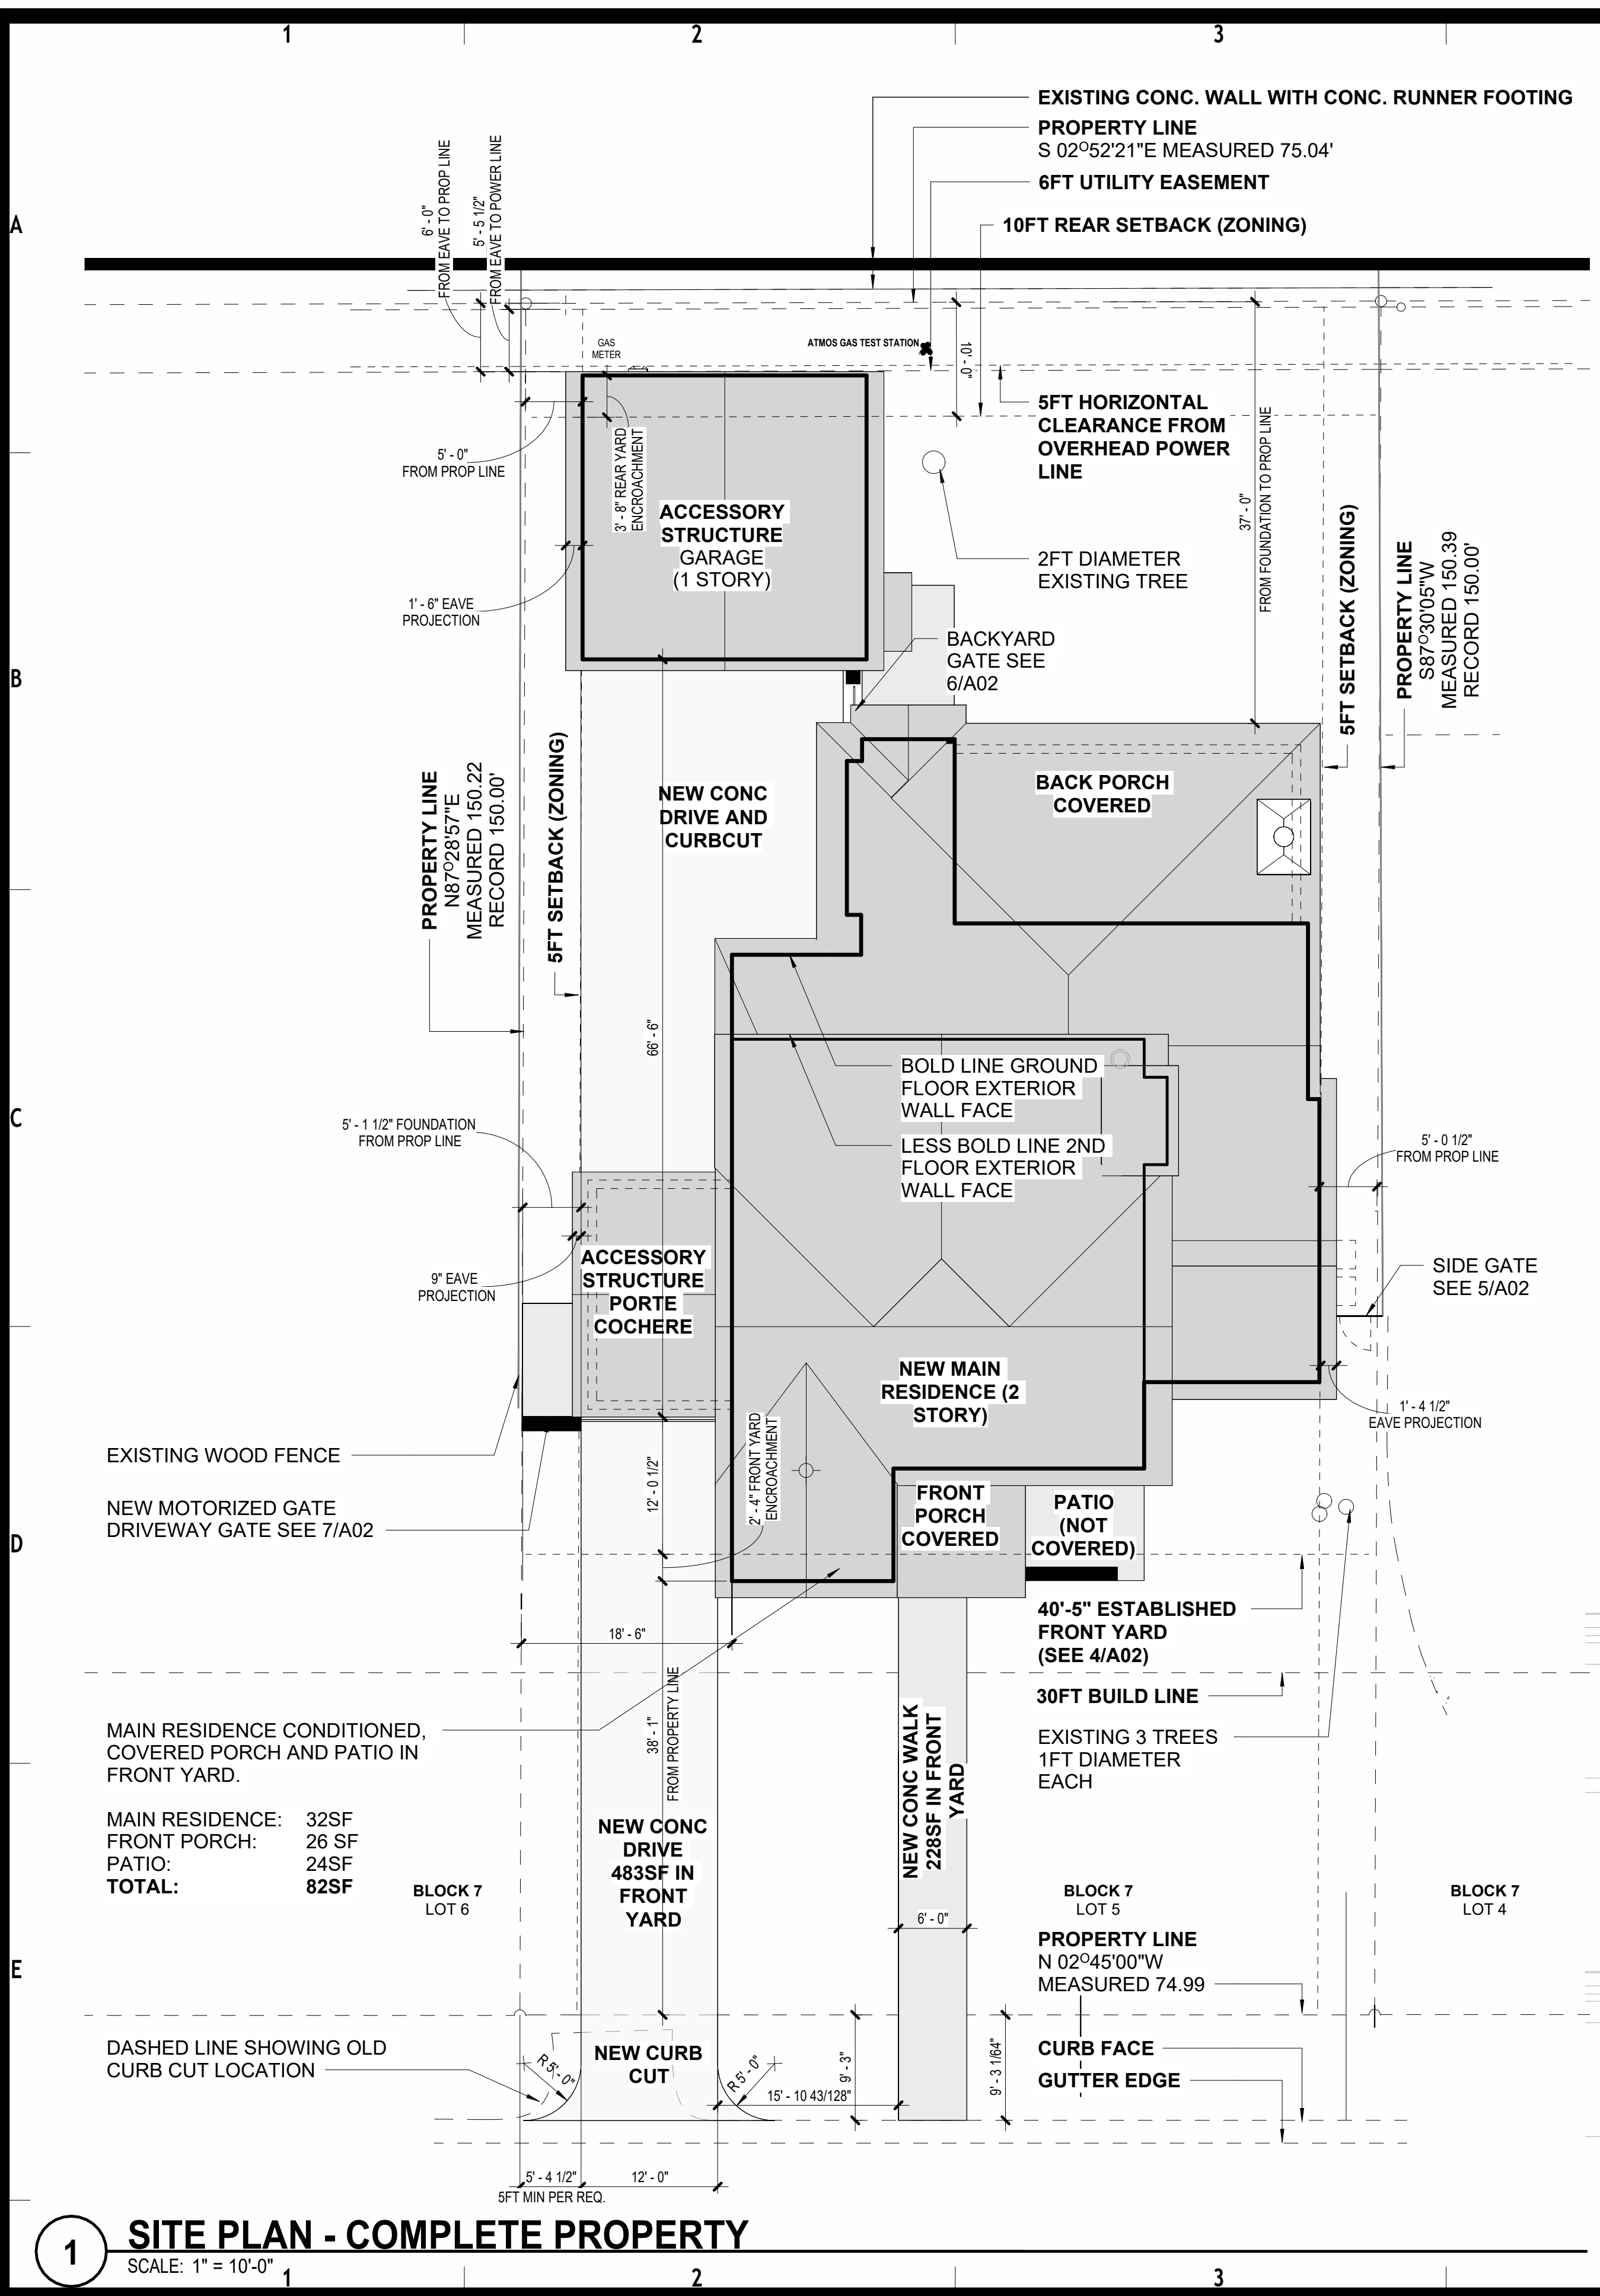 1
2
3
EXISTING CONC. WALL WITH CONC. RUNNER FOOTING
PROPERTY LINE
S 02O52'21"E MEASURED 75.04'
6FT UTILITY EASEMENT
10FT REAR SETBACK (ZONING)
6' - 0"
FROM EAVE TO PROP LINE
5' - 5 1/2"
FROM EAVE TO POWER LINE
A
GAS
METER
ATMOS GAS TEST STATION
10' - 0"
5FT HORIZONTAL
CLEARANCE FROM
OVERHEAD POWER
LINE
5' - 0"
FROM PROP LINE
3' - 8" REAR YARD
ENCROACHMENT
ACCESSORY
STRUCTURE
GARAGE
(1 STORY)
37' - 0"
FROM FOUNDATION TO PROP LINE
2FT DIAMETER
EXISTING TREE
5FT SETBACK (ZONING)
PROPERTY LINE
S87O30'05"W
MEASURED 150.39
RECORD 150.00'
1' - 6" EAVE
PROJECTION
BACKYARD
GATE SEE
6/A02
B
PROPERTY LINE
N87O28'57"E
MEASURED 150.22
RECORD 150.00'
5FT SETBACK (ZONING)
NEW CONC
DRIVE AND
CURBCUT
BACK PORCH
COVERED
66' - 6"
BOLD LINE GROUND
FLOOR EXTERIOR
WALL FACE
LESS BOLD LINE 2ND
FLOOR EXTERIOR
WALL FACE
C
5' - 1 1/2" FOUNDATION
FROM PROP LINE
5' - 0 1/2"
FROM PROP LINE
9" EAVE
PROJECTION
ACCESSORY
STRUCTURE
PORTE
COCHERE
SIDE GATE
SEE 5/A02
NEW MAIN
RESIDENCE (2
STORY)
1' - 4 1/2"
EAVE PROJECTION
EXISTING WOOD FENCE
NEW MOTORIZED GATE
DRIVEWAY GATE SEE 7/A02
12' - 0 1/2"
2' - 4" FRONT YARD
ENCROACHMENT
FRONT
PORCH
COVERED
PATIO
(NOT
COVERED)
D
18' - 6"
40'-5" ESTABLISHED
FRONT YARD
(SEE 4/A02)
30FT BUILD LINE
EXISTING 3 TREES
1FT DIAMETER
EACH
MAIN RESIDENCE CONDITIONED,
COVERED PORCH AND PATIO IN
FRONT YARD.
MAIN RESIDENCE: 32SF
FRONT PORCH: 26 SF
PATIO: 24SF
TOTAL: 82SF
38' - 1"
FROM PROPERTY LINE
NEW CONC WALK
228SF IN FRONT
YARD
NEW CONC
DRIVE
483SF IN
FRONT
YARD
BLOCK 7
LOT 6
BLOCK 7
LOT 5
BLOCK 7
LOT 4
6' - 0"
PROPERTY LINE
N 02O45'00"W
MEASURED 74.99
E
DASHED LINE SHOWING OLD
CURB CUT LOCATION
R 5' - 0"
NEW CURB
CUT
R 5' - 0"
15' - 10 43/128"
9' - 3"
9' - 3 1/64"
CURB FACE
GUTTER EDGE
5' - 4 1/2"
5FT MIN PER REQ.
12' - 0"
1
SITE PLAN - COMPLETE PROPERTY
SCALE: 1" = 10'-0"
1
2
3